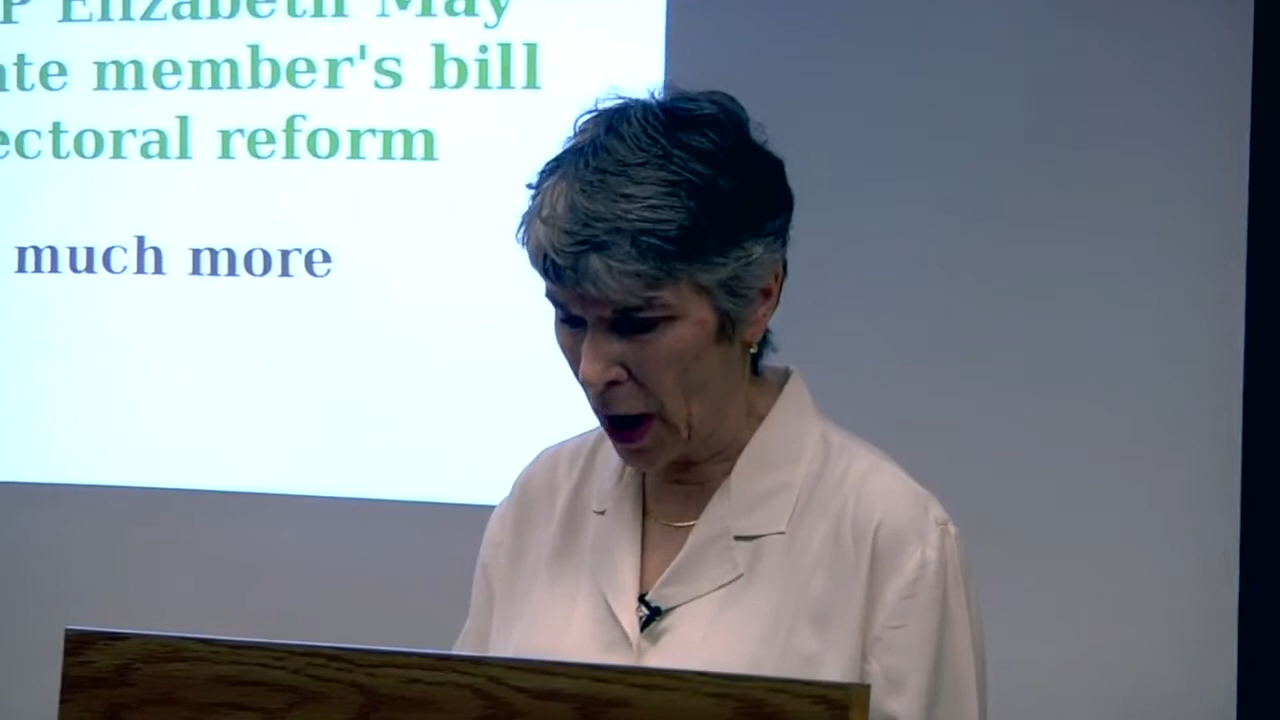 P Elizabeth May
ate member's bill
ectoral reform
much more